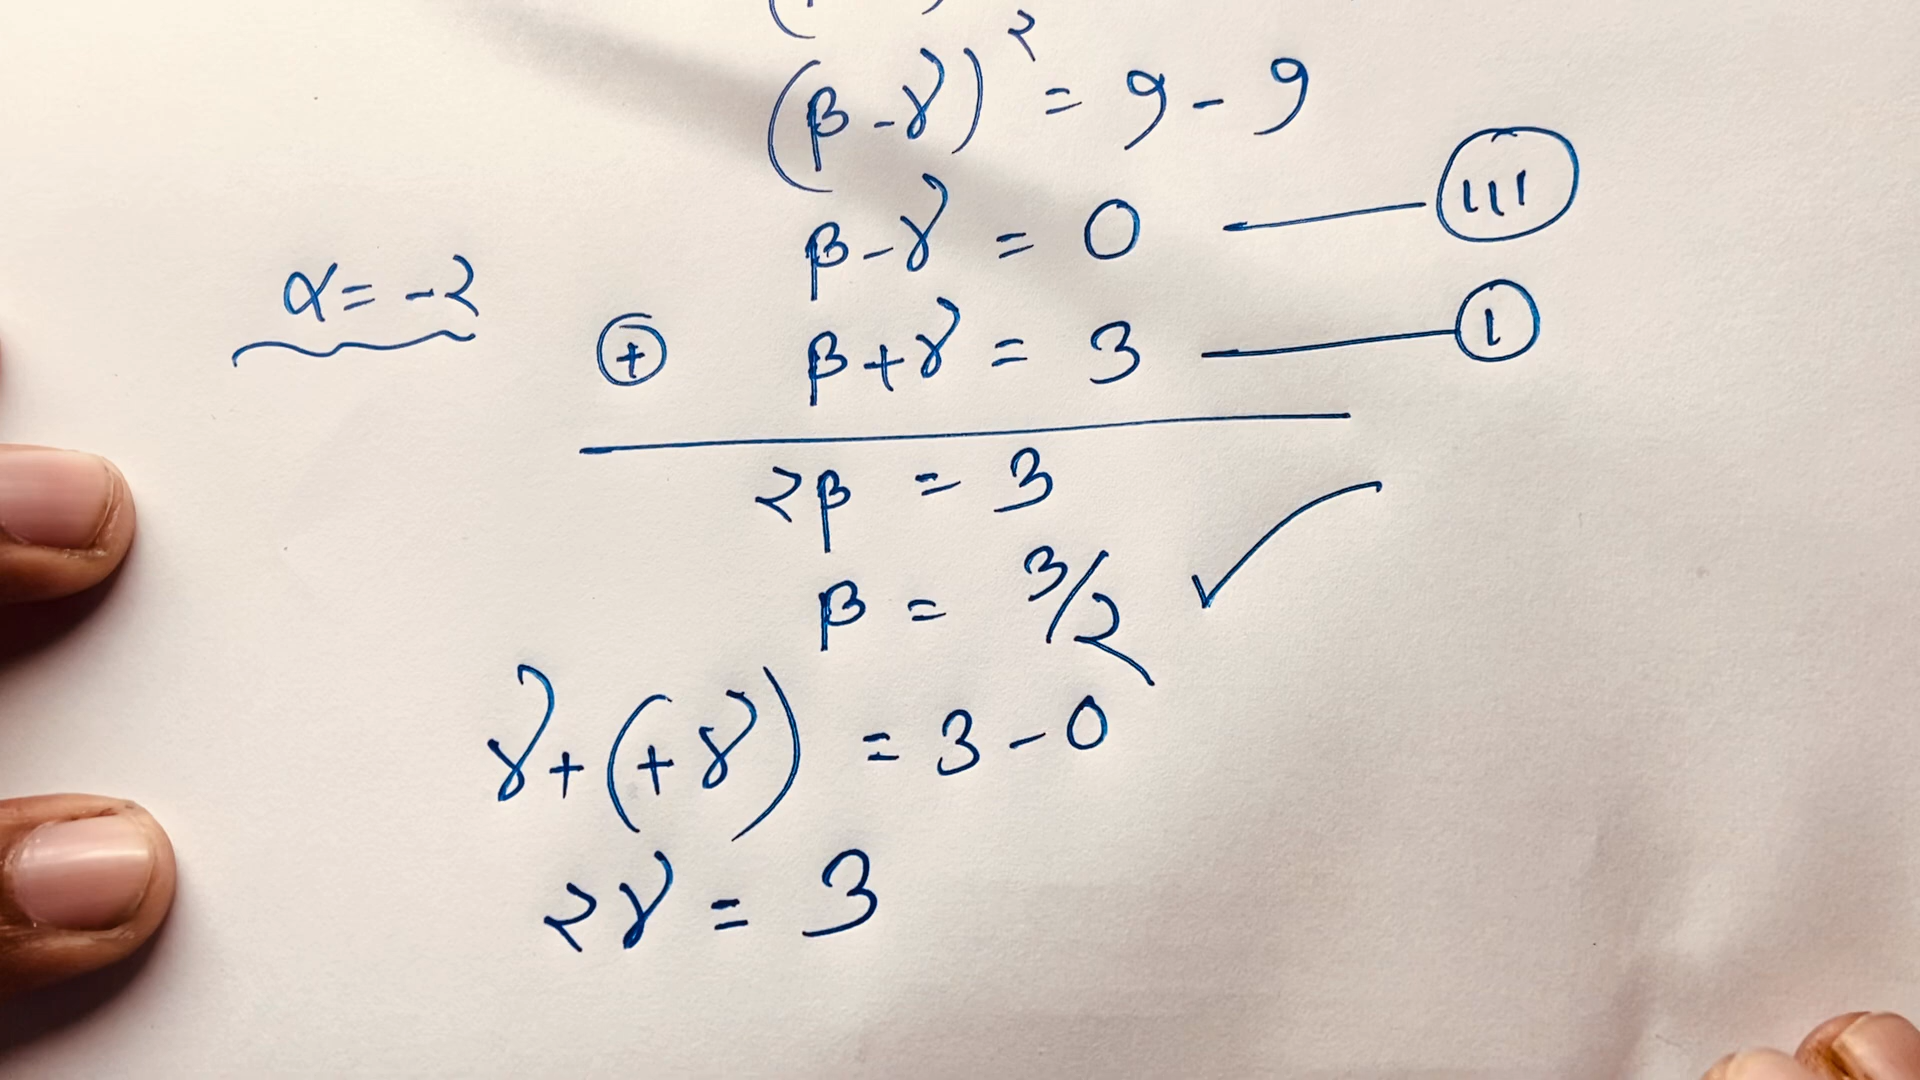 (β - γ)² = 9 - 9
β - γ = 0 — (III)
α = -2
(+) β + γ = 3 — (I)
2β = 3
β = 3/2 ✓
γ + (+γ) = 3 - 0
2γ = 3